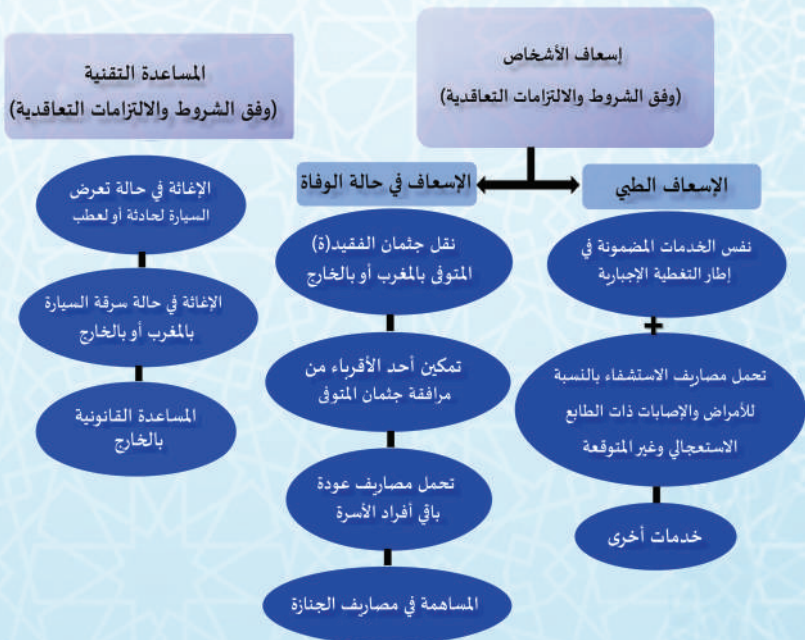 إسعاف الأشخاص
(وفق الشروط والالتزامات التعاقدية)
الإسعاف الطبي
نفس الخدمات المضمونة في
إطار التغطية الإجبارية
+
تحمل مصاريف الاستشفاء بالنسبة
للأمراض والإصابات ذات الطابع
الاستعجالي وغير المتوقعة
خدمات أخرى
الإسعاف في حالة الوفاة
نقل جثمان الفقيد(ة)
المتوفى بالمغرب أو بالخارج
تمكين أحد الأقرباء من
مرافقة جثمان المتوفى
تحمل مصاريف عودة
باقي أفراد الأسرة
المساهمة في مصاريف الجنازة
المساعدة التقنية
(وفق الشروط والالتزامات التعاقدية)
الإغاثة في حالة تعرض
السيارة لحادثة أو لعطب
الإغاثة في حالة سرقة السيارة
بالمغرب أو بالخارج
المساعدة القانونية
بالخارج